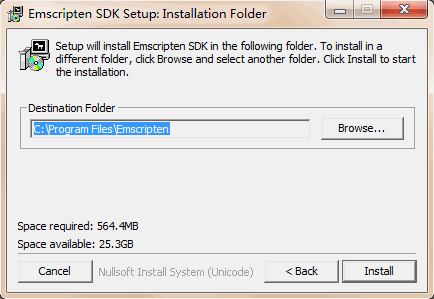 Emscripten SDK Setup: Installation Folder
Setup will install Emscripten SDK in the following folder. To install in a
different folder, click Browse and select another folder. Click Install to start
the installation.
Destination Folder
C:\Program Files\Emscripten
Browse...
Space required: 564.4MB
Space available: 25.3GB
Cancel
Nullsoft Install System (Unicode)
< Back
Install